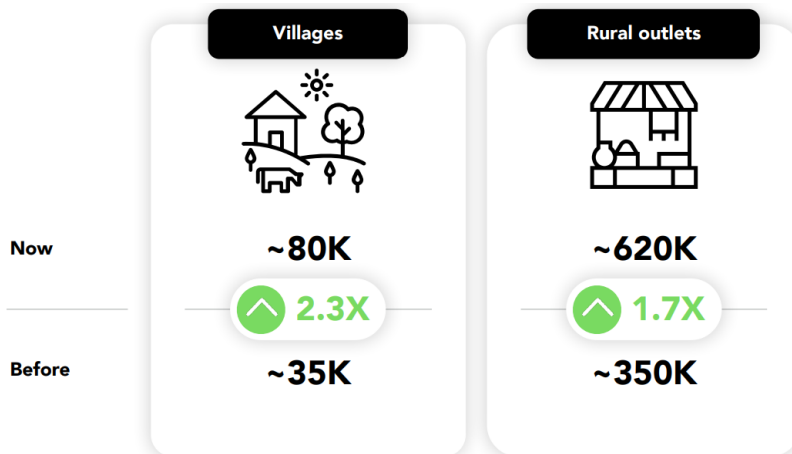 Villages
Rural outlets
Now
~80K
~620K
2.3X
1.7X
Before
~35K
~350K